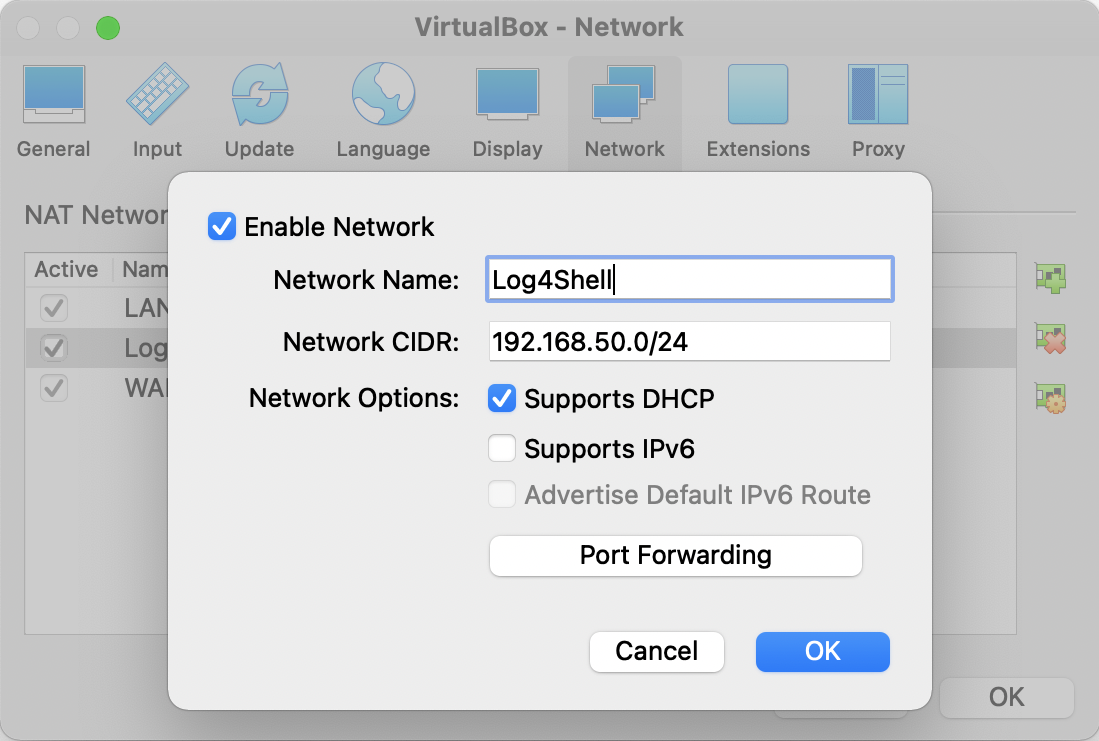 VirtualBox - Network
General Input Update Language Display Network Extensions Proxy
NAT Networ
Enable Network
Active Nam
Network Name: Log4Shell
LAN
Network CIDR: 192.168.50.0/24
Log
WA
Network Options: Supports DHCP
Supports IPv6
Advertise Default IPv6 Route
Port Forwarding
Cancel OK
OK